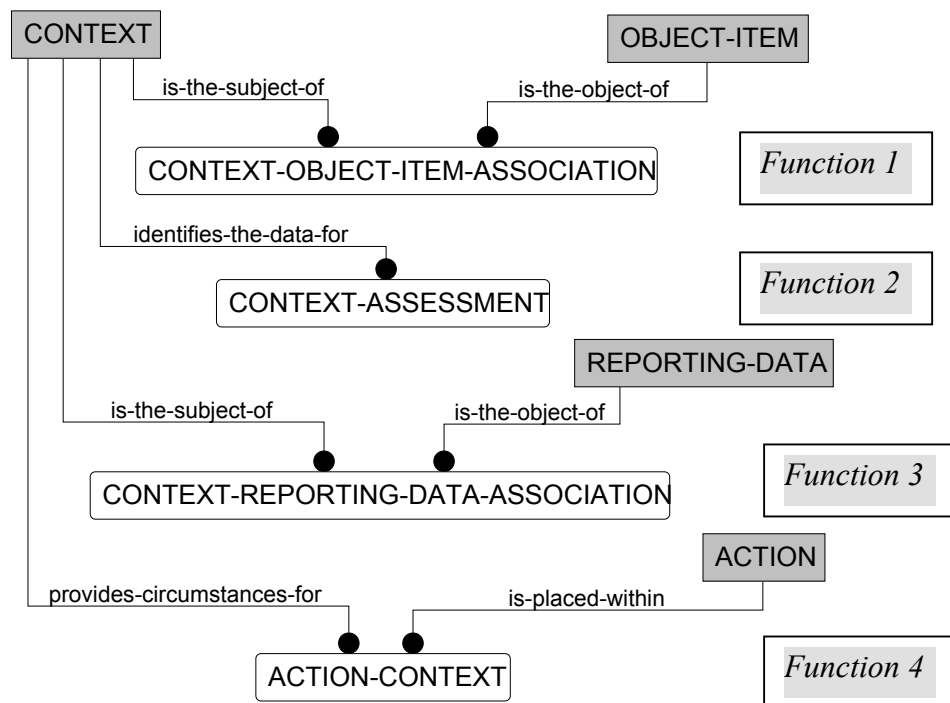 CONTEXT
OBJECT-ITEM
is-the-subject-of
is-the-object-of
CONTEXT-OBJECT-ITEM-ASSOCIATION
Function 1
identifies-the-data-for
CONTEXT-ASSESSMENT
Function 2
REPORTING-DATA
is-the-subject-of
is-the-object-of
CONTEXT-REPORTING-DATA-ASSOCIATION
Function 3
ACTION
provides-circumstances-for
is-placed-within
ACTION-CONTEXT
Function 4